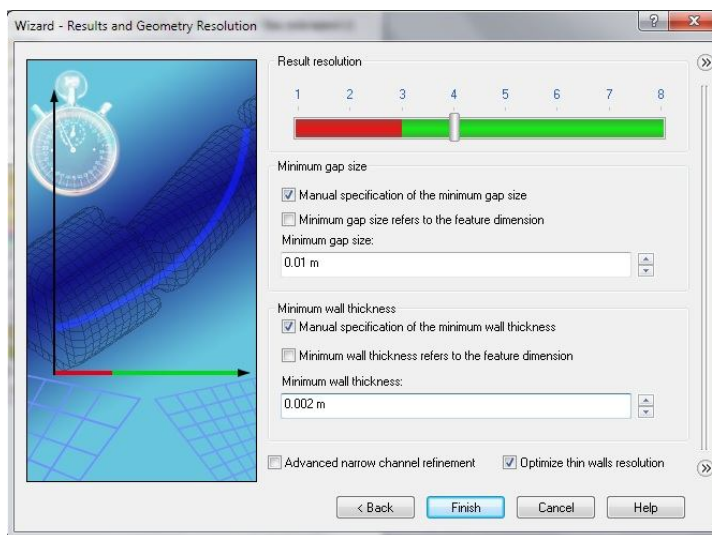 Wizard - Results and Geometry Resolution
Result resolution
1 2 3 4 5 6 7 8
Minimum gap size
Manual specification of the minimum gap size
Minimum gap size refers to the feature dimension
Minimum gap size:
0.01 m
Minimum wall thickness
Manual specification of the minimum wall thickness
Minimum wall thickness refers to the feature dimension
Minimum wall thickness:
0.002 m
Advanced narrow channel refinement Optimize thin walls resolution
< Back Finish Cancel Help